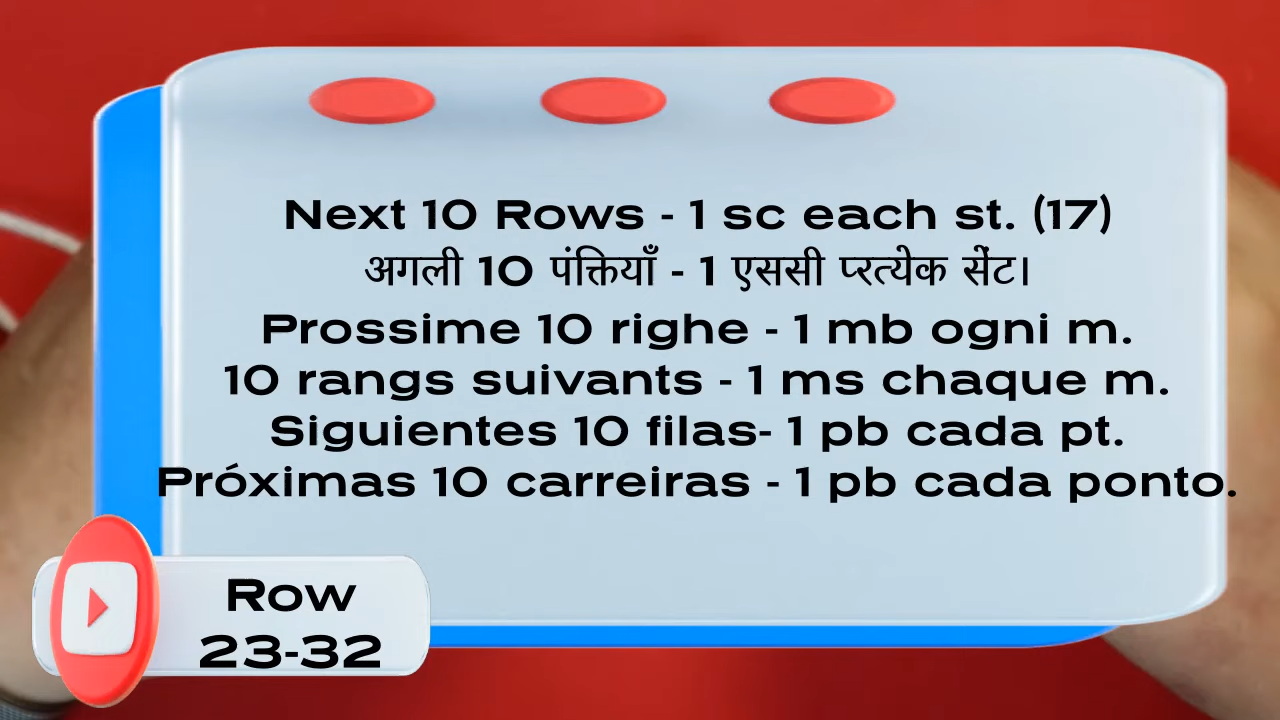 Next 10 Rows - 1 sc each st. (17)
अगली 10 पंक्तियाँ - 1 एससी प्रत्येक सेंट।
Prossime 10 righe - 1 mb ogni m.
10 rangs suivants - 1 ms chaque m.
Siguientes 10 filas- 1 pb cada pt.
Próximas 10 carreiras - 1 pb cada ponto.
Row
23-32